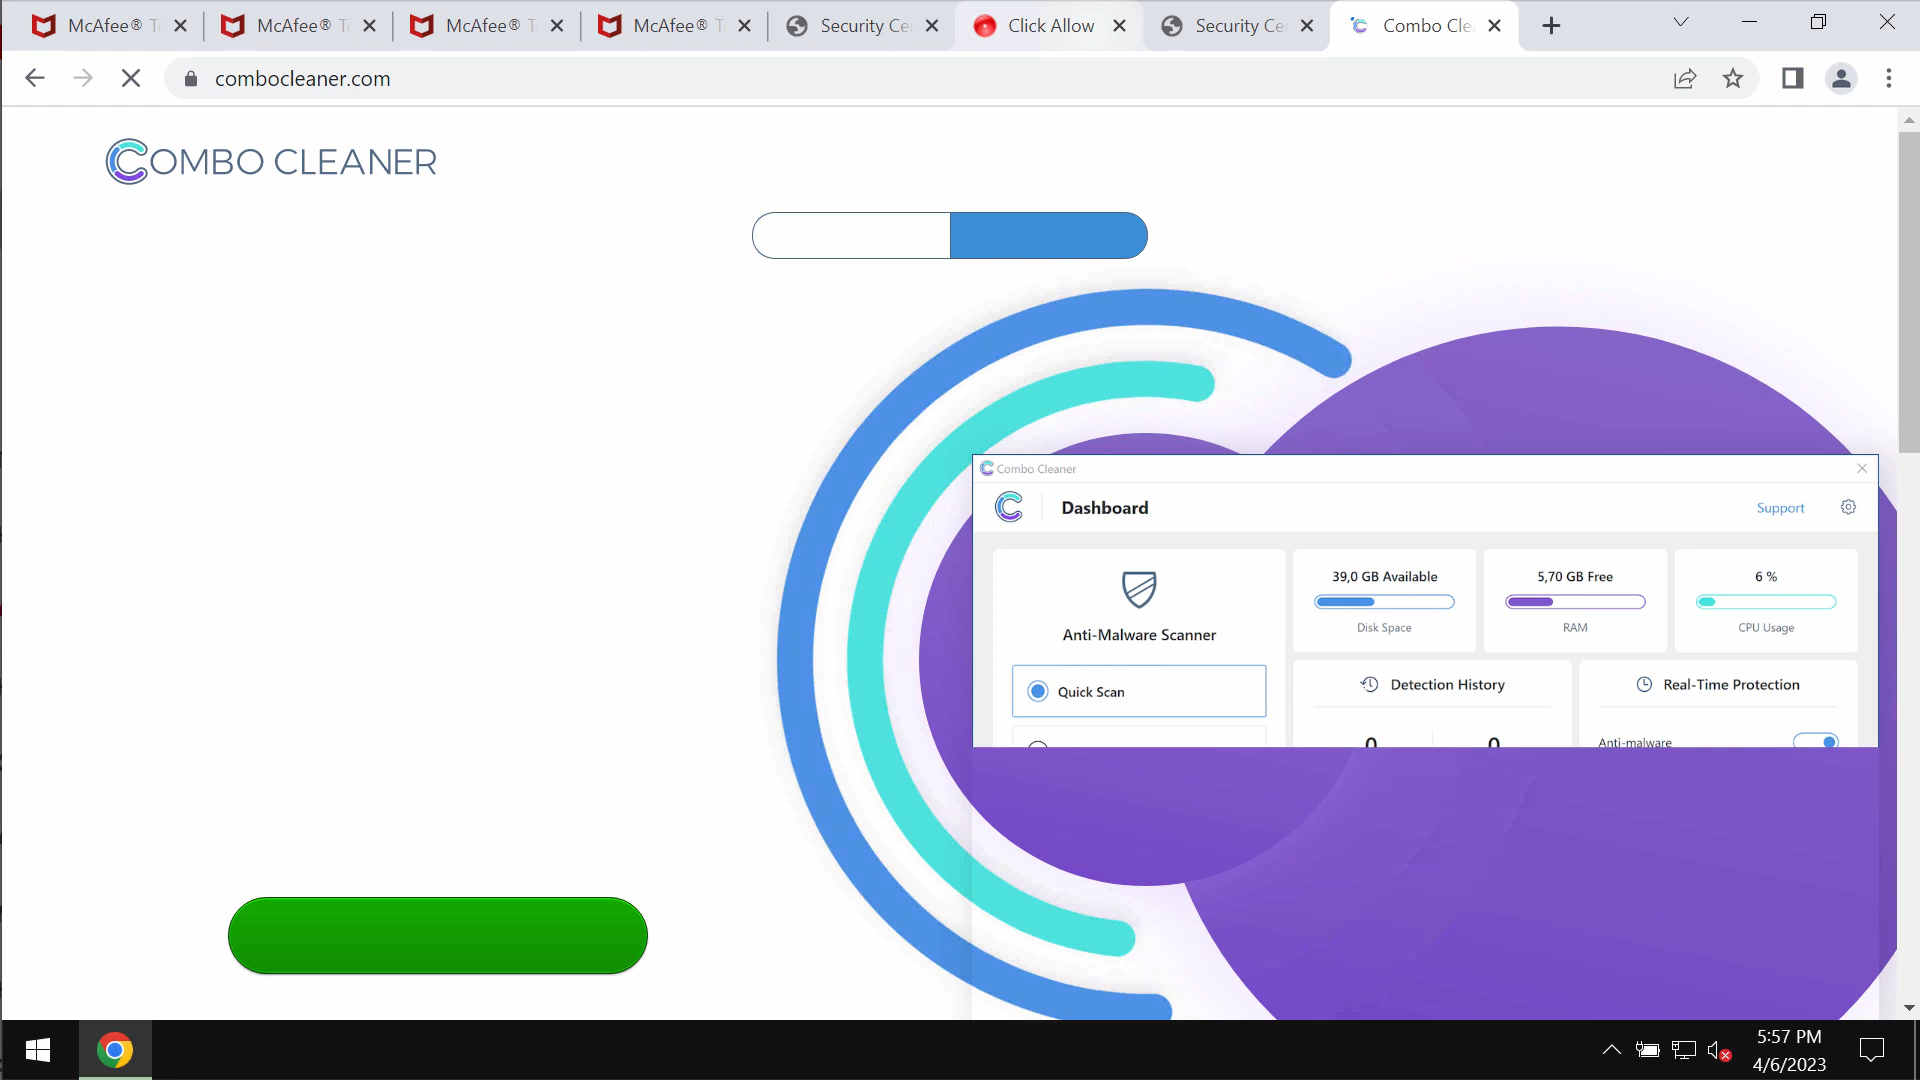 McAfee® T
McAfee® T
McAfee® T
McAfee® T
Security Ce
Click Allow
Security Ce
Combo Cle
combocleaner.com
COMBO CLEANER
Combo Cleaner
Dashboard
Support
Anti-Malware Scanner
Quick Scan
39,0 GB Available
Disk Space
5,70 GB Free
RAM
6 %
CPU Usage
Detection History
0 0
Real-Time Protection
Anti-malware
5:57 PM
4/6/2023